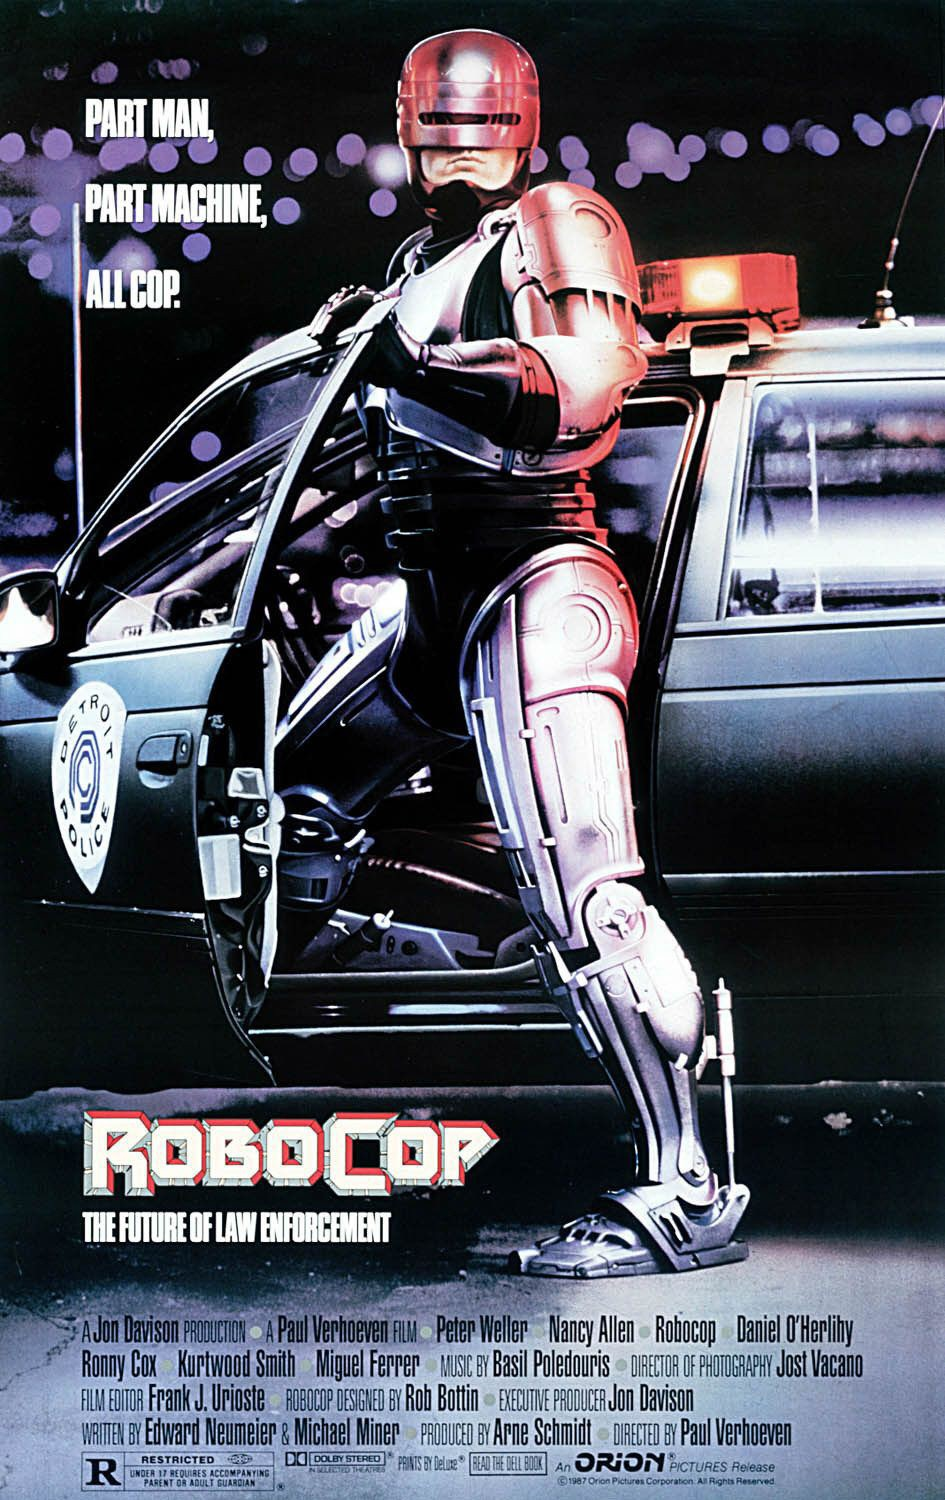 PART MAN,
PART MACHINE,
ALL COP.
DETROIT
POLICE
ROBOCOP
THE FUTURE OF LAW ENFORCEMENT
A Jon Davison PRODUCTION • A Paul Verhoeven FILM • Peter Weller • Nancy Allen • Robocop • Daniel O'Herlihy
Ronny Cox • Kurtwood Smith • Miguel Ferrer • MUSIC BY Basil Poledouris • DIRECTOR OF PHOTOGRAPHY Jost Vacano
FILM EDITOR Frank J. Urioste • ROBOCOP DESIGNED BY Rob Bottin • EXECUTIVE PRODUCER Jon Davison
WRITTEN BY Edward Neumeier & Michael Miner • PRODUCED BY Arne Schmidt • DIRECTED BY Paul Verhoeven
R RESTRICTED ®
UNDER 17 REQUIRES ACCOMPANYING
PARENT OR ADULT GUARDIAN
DOLBY STEREO ®
IN SELECTED THEATRES
PRINTS BY DeLuxe®
READ THE DELL BOOK
An ORION ® PICTURES Release
©1987 Orion Pictures Corporation. All Rights Reserved.